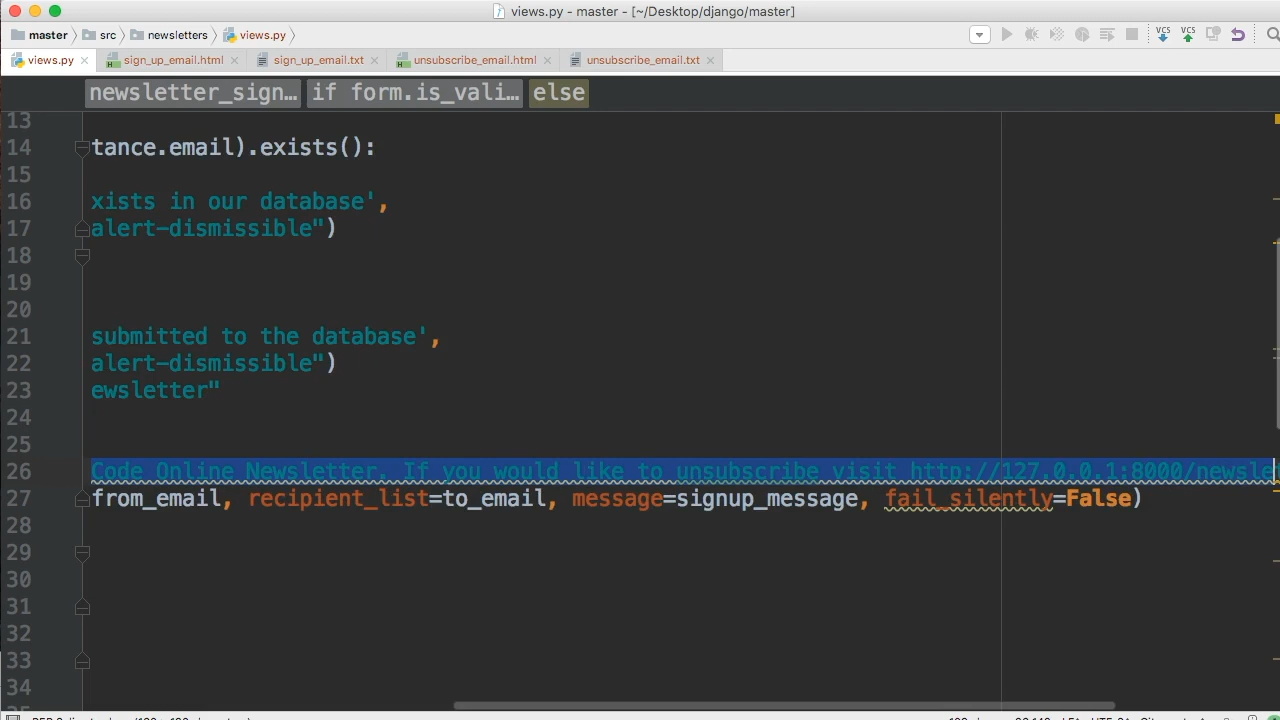 views.py - master - [~/Desktop/django/master]
master src newsletters views.py
views.py sign_up_email.html sign_up_email.txt unsubscribe_email.html unsubscribe_email.txt
newsletter_sign… if form.is_vali… else
13
14 tance.email).exists():
15
16 xists in our database',
17 alert-dismissible")
18
19
20
21 submitted to the database',
22 alert-dismissible")
23 ewsletter"
24
25
26 Code Online Newsletter. If you would like to unsubscribe visit http://127.0.0.1:8000/newslet
27 from_email, recipient_list=to_email, message=signup_message, fail_silently=False)
28
29
30
31
32
33
34